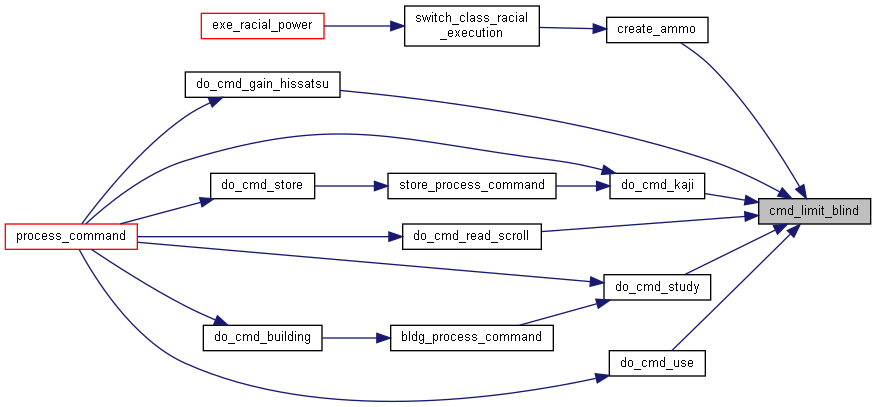 exe_racial_power
switch_class_racial
_execution
create_ammo
do_cmd_gain_hissatsu
do_cmd_store
store_process_command
do_cmd_kaji
cmd_limit_blind
process_command
do_cmd_read_scroll
do_cmd_study
do_cmd_building
bldg_process_command
do_cmd_use